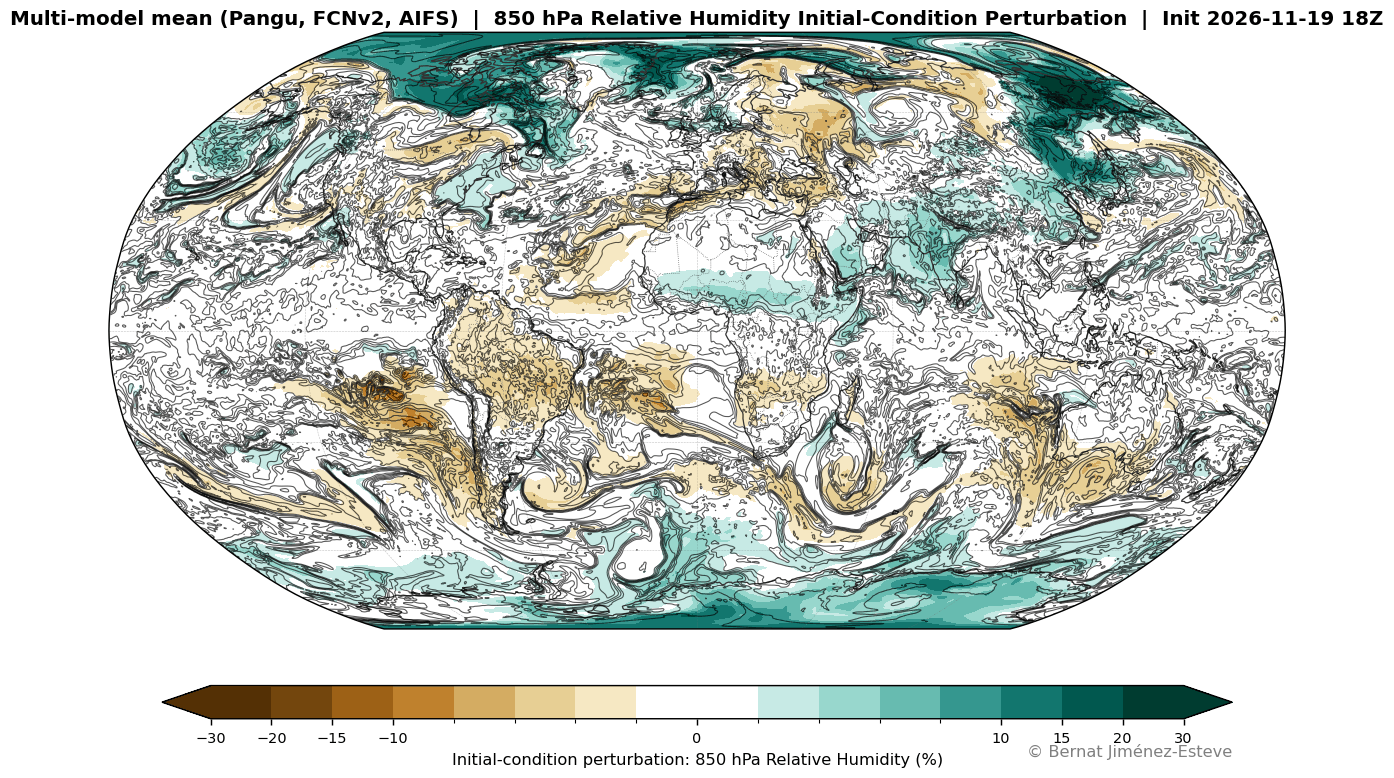 Multi-model mean (Pangu, FCNv2, AIFS)  |  850 hPa Relative Humidity Initial-Condition Perturbation  |  Init 2026-11-19 18Z
−30 −20 −15 −10 0 10 15 20 30
© Bernat Jiménez-Esteve
Initial-condition perturbation: 850 hPa Relative Humidity (%)